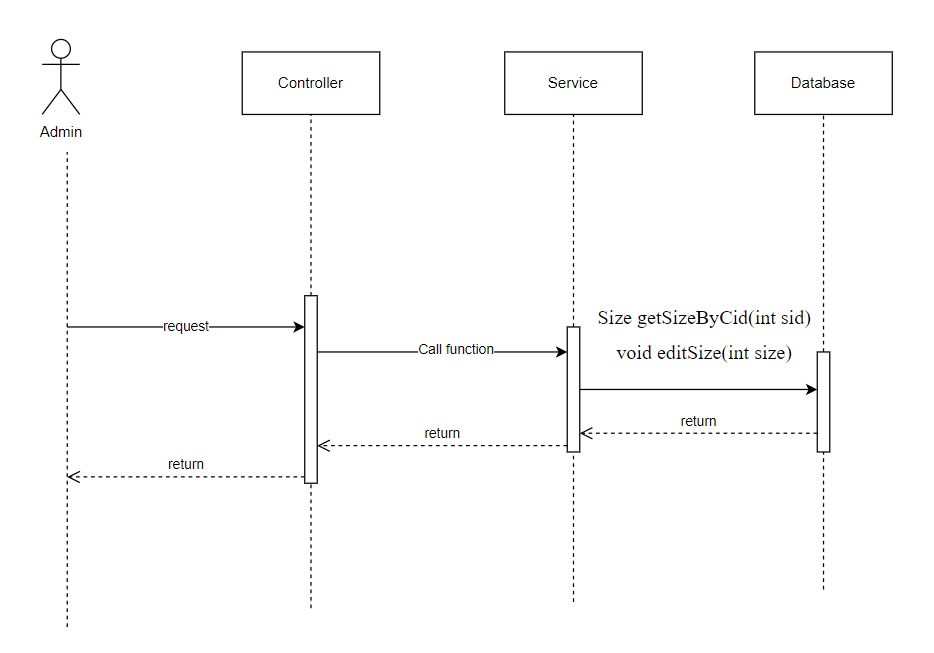 Admin
Controller
Service
Database
request
Call function
Size getSizeByCid(int sid)
void editSize(int size)
return
return
return